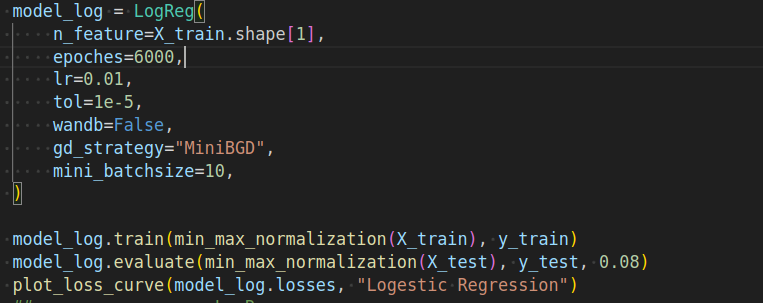 model_log = LogReg(
    n_feature=X_train.shape[1],
    epoches=6000,
    lr=0.01,
    tol=1e-5,
    wandb=False,
    gd_strategy="MiniBGD",
    mini_batchsize=10,
)
model_log.train(min_max_normalization(X_train), y_train)
model_log.evaluate(min_max_normalization(X_test), y_test, 0.08)
plot_loss_curve(model_log.losses, "Logestic Regression")